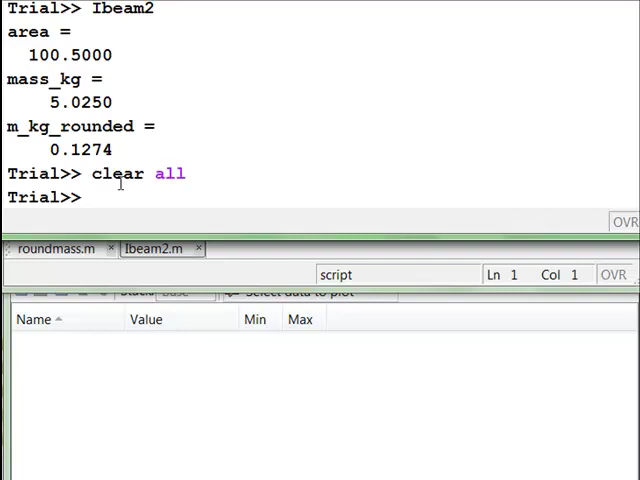 Trial>> Ibeam2
area =
100.5000
mass_kg =
5.0250
m_kg_rounded =
0.1274
Trial>> clear all
Trial>>
OVR
roundmass.m × Ibeam2.m ×
script Ln 1 Col 1 OVR
Select data to plot
Name Value Min Max